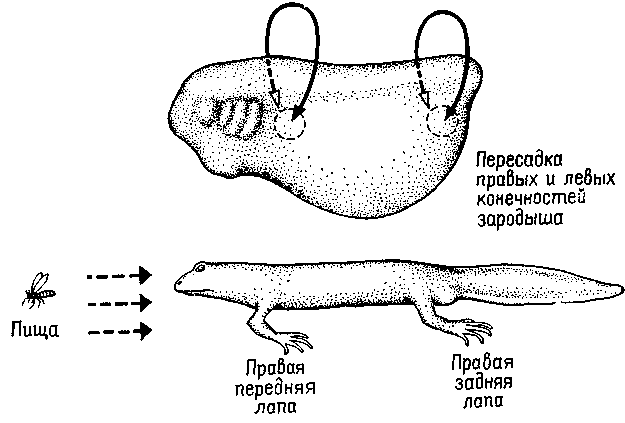 Пересадка
правых и левых
конечностей
зародыша
Пища
Правая
передняя
лапа
Правая
задняя
лапа